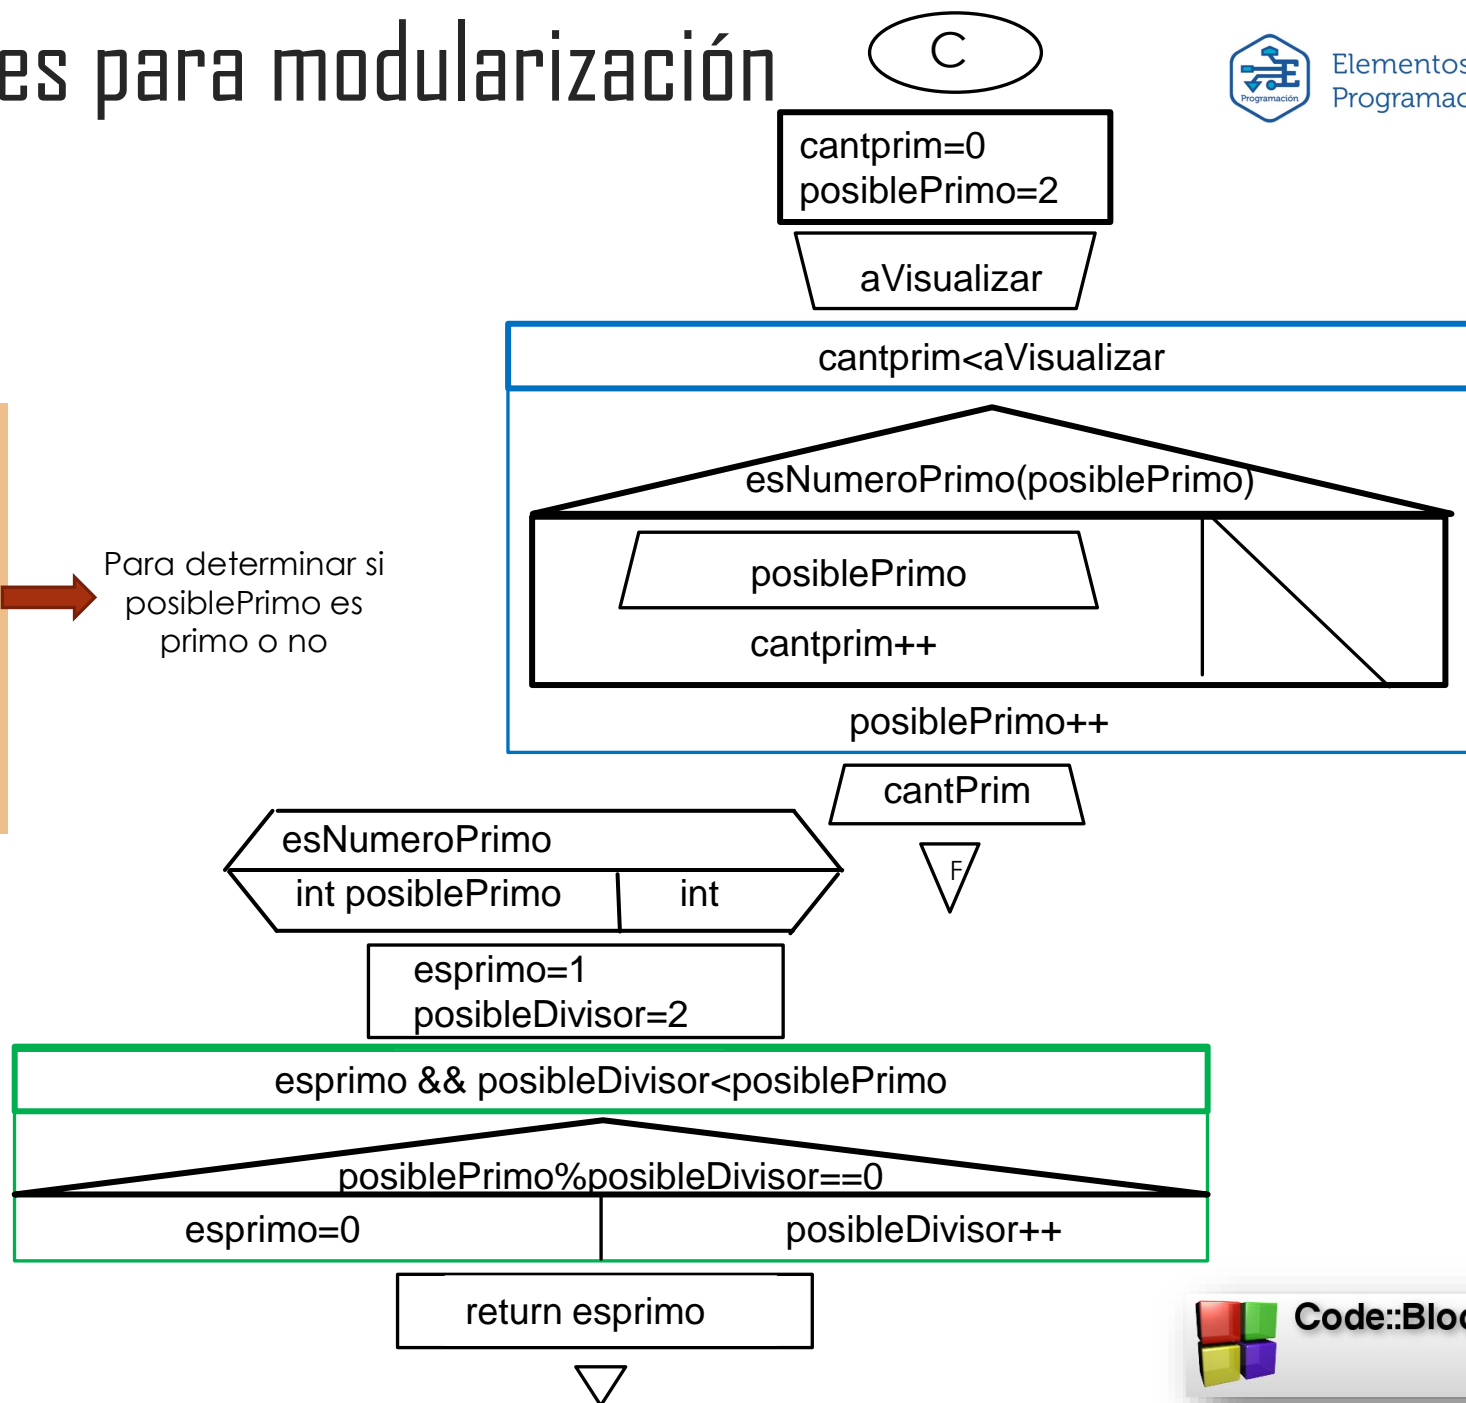 es para modularización
C
Elementos
Programac
Programación
cantprim=0
posiblePrimo=2
aVisualizar
cantprim<aVisualizar
esNumeroPrimo(posiblePrimo)
posiblePrimo
cantprim++
posiblePrimo++
cantPrim
F
Para determinar si
posiblePrimo es
primo o no
esNumeroPrimo
int posiblePrimo
int
esprimo=1
posibleDivisor=2
esprimo && posibleDivisor<posiblePrimo
posiblePrimo%posibleDivisor==0
esprimo=0
posibleDivisor++
return esprimo
Code::Bloc